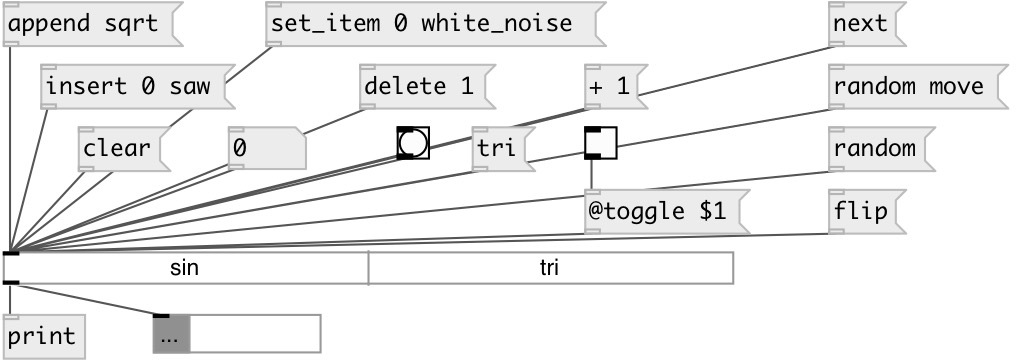 append sqrt
set_item 0 white_noise
next
insert 0 saw
delete 1
+ 1
random move
clear
0
tri
random
@toggle $1
flip
sin
tri
print
...